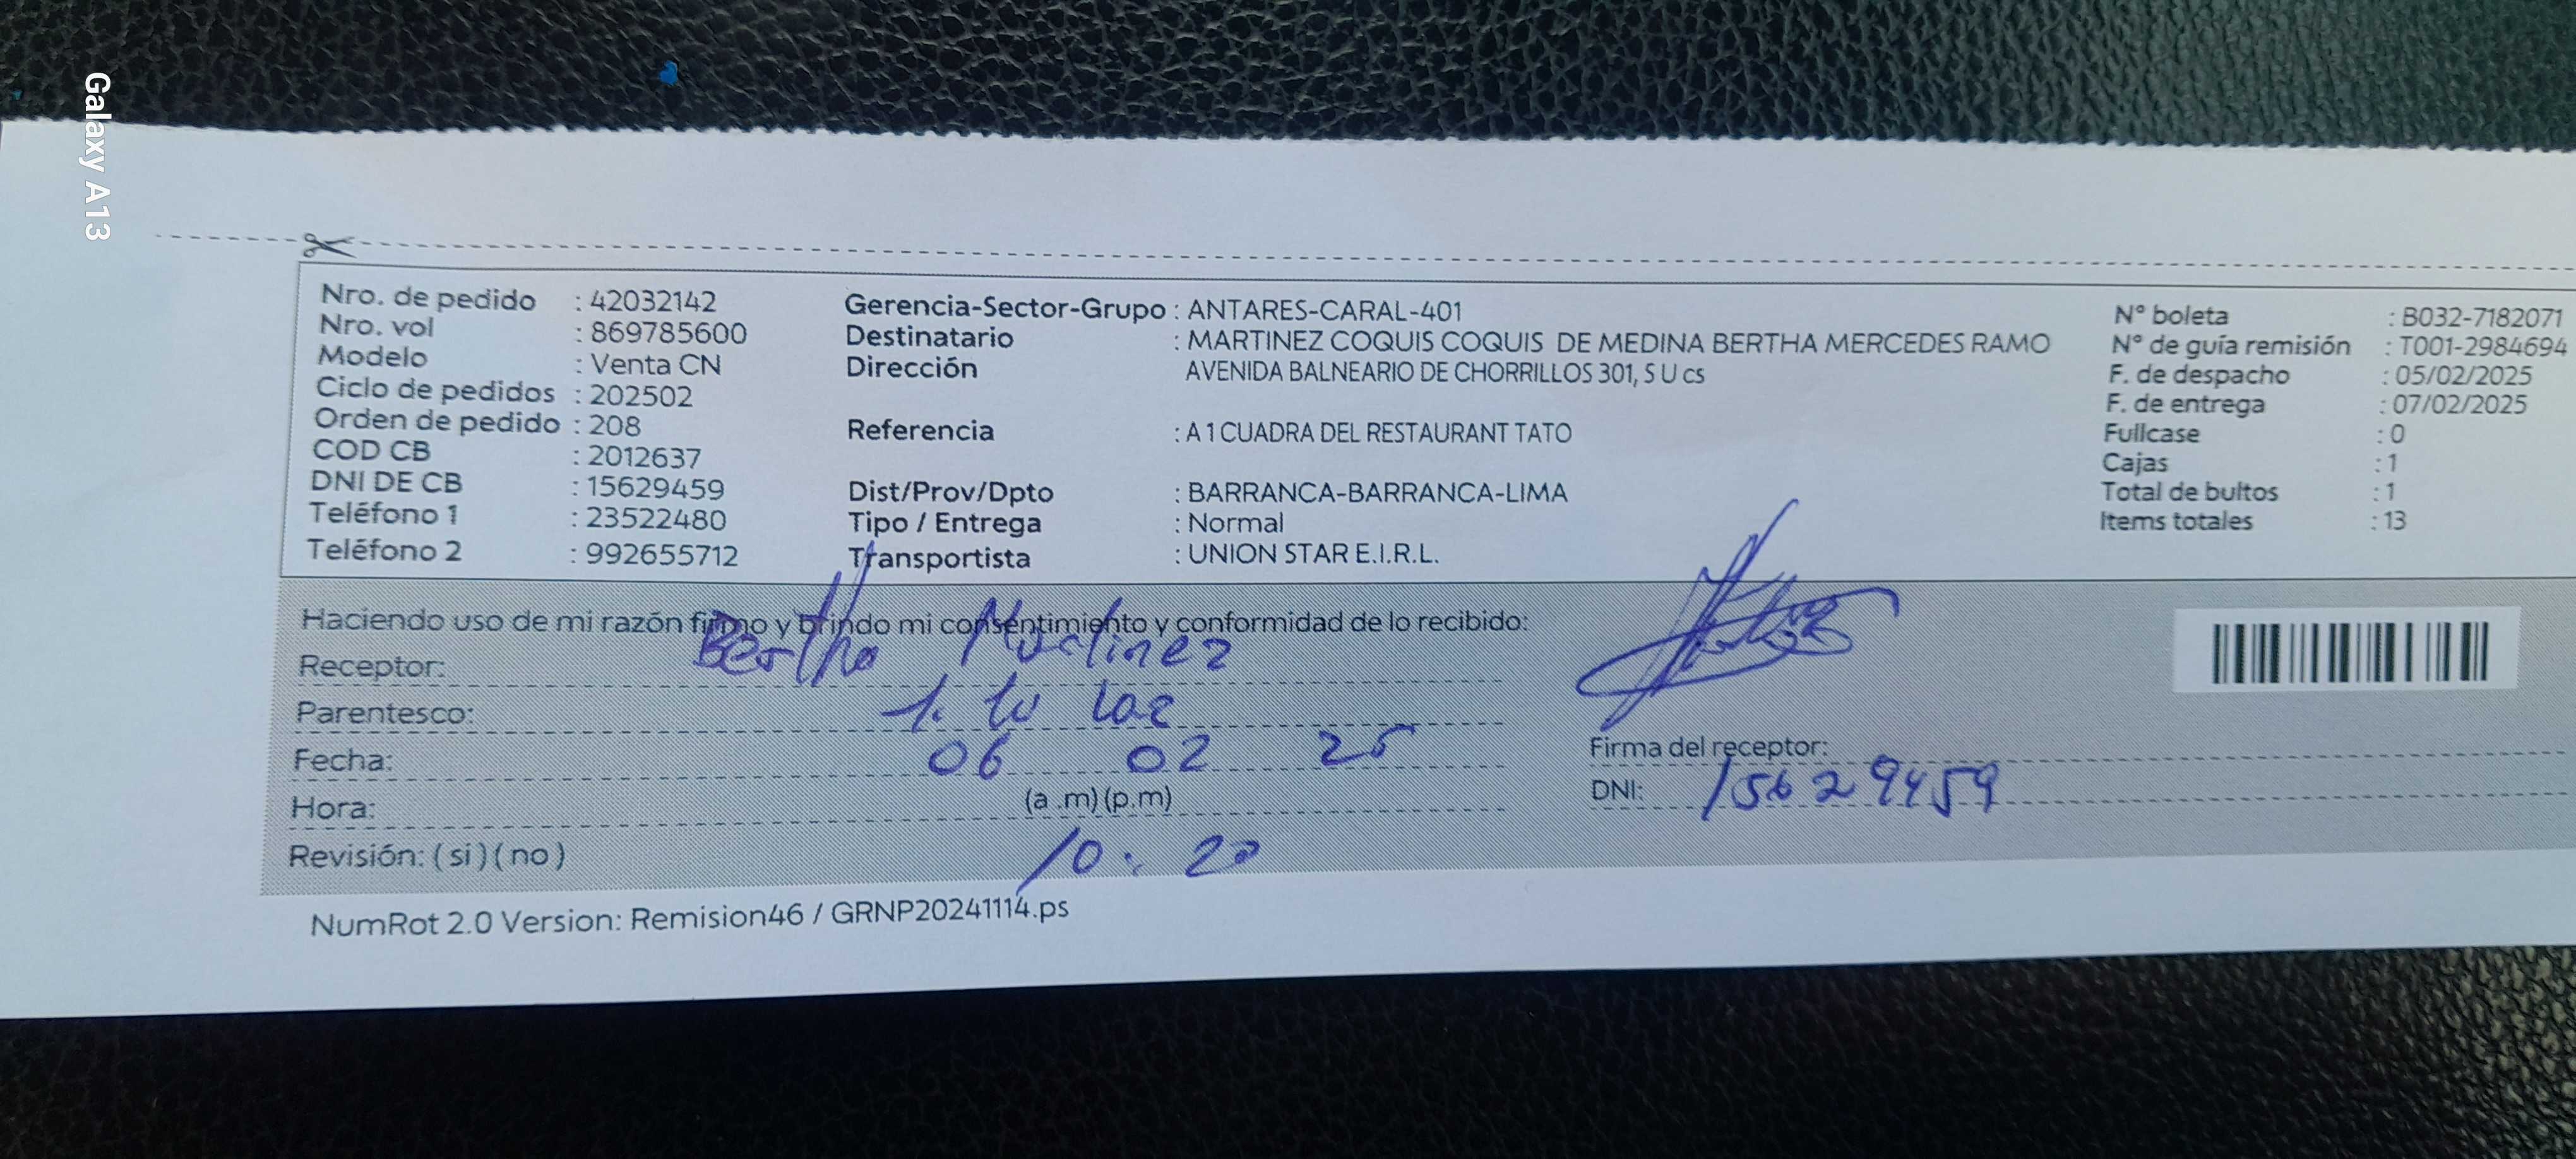 Galaxy A13
Nro. de pedido : 42032142
Nro. vol : 869785600
Modelo : Venta CN
Ciclo de pedidos : 202502
Orden de pedido : 208
COD CB : 2012637
DNI DE CB : 15629459
Teléfono 1 : 23522480
Teléfono 2 : 992655712
Gerencia-Sector-Grupo : ANTARES-CARAL-401
Destinatario : MARTINEZ COQUIS COQUIS DE MEDINA BERTHA MERCEDES RAMO
Dirección AVENIDA BALNEARIO DE CHORRILLOS 301, S U cs
Referencia : A 1 CUADRA DEL RESTAURANT TATO
Dist/Prov/Dpto : BARRANCA-BARRANCA-LIMA
Tipo / Entrega : Normal
Transportista : UNION STAR E.I.R.L.
N° boleta : B032-7182071
N° de guía remisión : T001-2984694
F. de despacho : 05/02/2025
F. de entrega : 07/02/2025
Fullcase : 0
Cajas : 1
Total de bultos : 1
Items totales : 13
Haciendo uso de mi razón firmo y brindo mi consentimiento y conformidad de lo recibido:
Receptor: Bertha Martinez
Parentesco:
Fecha: 06 02 25
Hora: (a .m) (p.m)
10:20
Revisión: ( si ) ( no )
Firma del receptor:
DNI: 15629459
NumRot 2.0 Version: Remision46 / GRNP20241114.ps